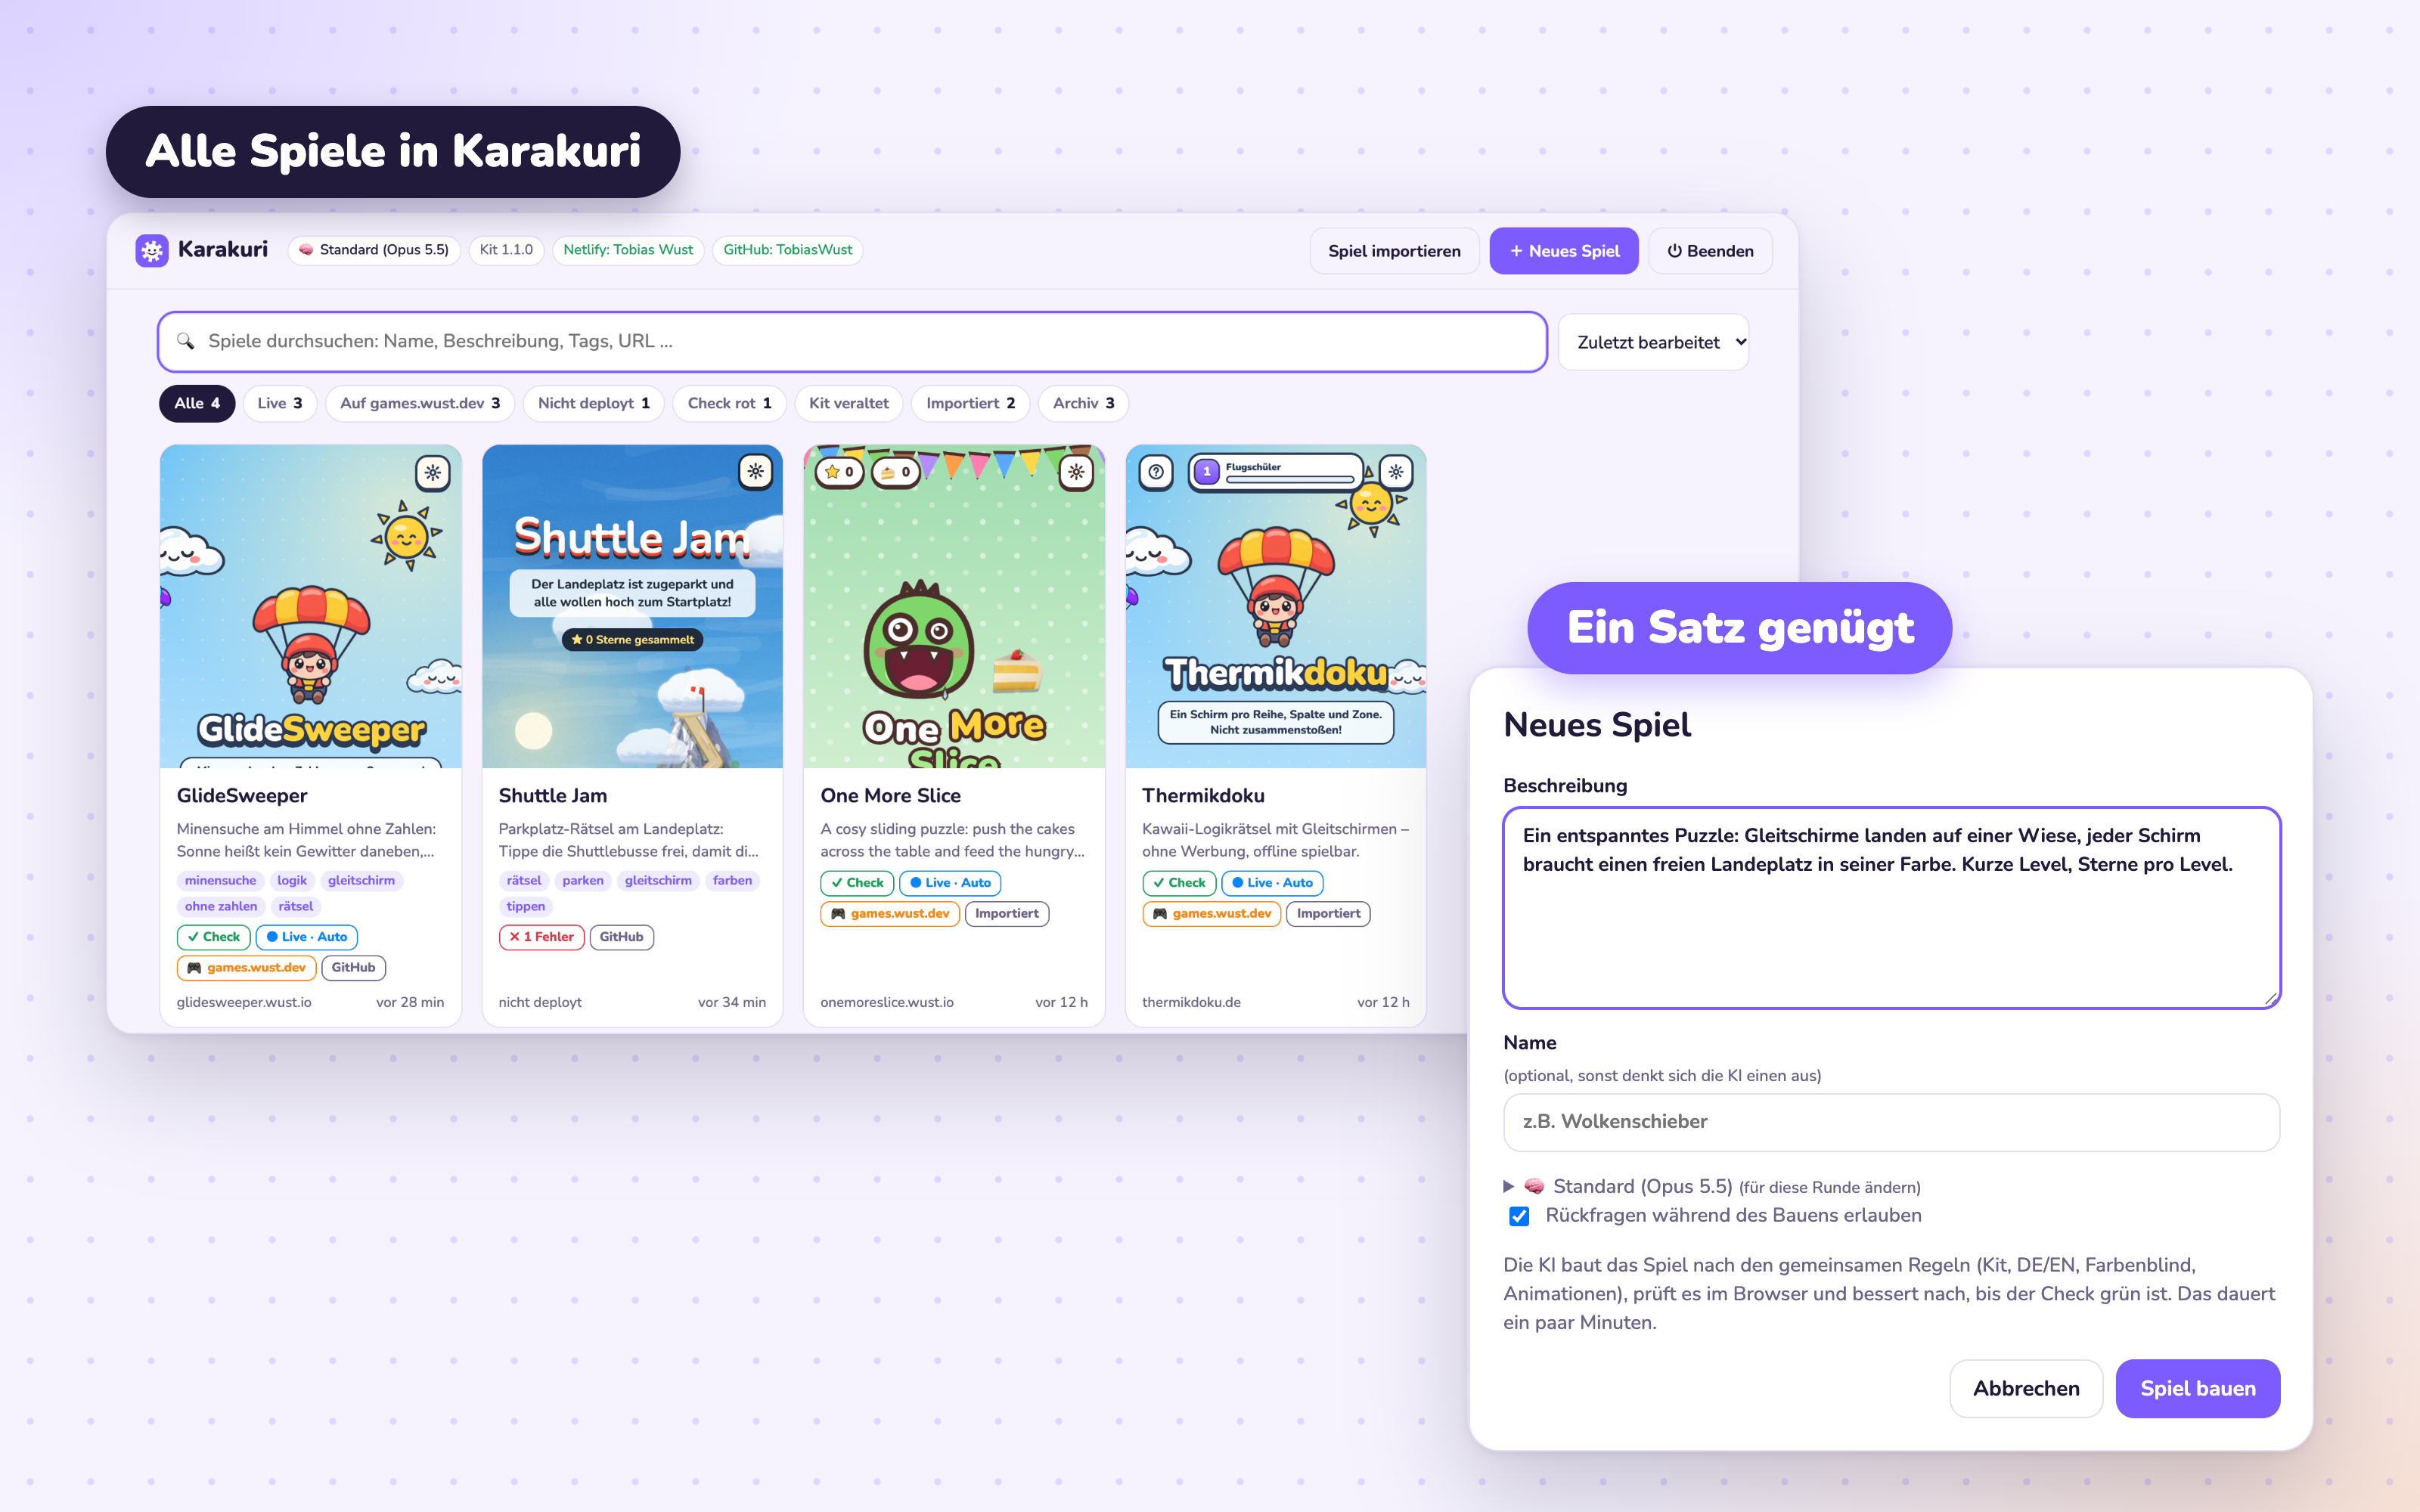 Alle Spiele in Karakuri
Karakuri
Standard (Opus 5.5)
Kit 1.1.0
Netlify: Tobias Wust
GitHub: TobiasWust
Spiel importieren
+ Neues Spiel
Beenden
Spiele durchsuchen: Name, Beschreibung, Tags, URL ...
Zuletzt bearbeitet
Alle 4
Live 3
Auf games.wust.dev 3
Nicht deployt 1
Check rot 1
Kit veraltet
Importiert 2
Archiv 3
GlideSweeper
GlideSweeper
Minensuche am Himmel ohne Zahlen:
Sonne heißt kein Gewitter daneben,...
minensuche logik gleitschirm
ohne zahlen rätsel
✓ Check Live · Auto
games.wust.dev GitHub
glidesweeper.wust.io vor 28 min
Shuttle Jam
Der Landeplatz ist zugeparkt und
alle wollen hoch zum Startplatz!
0 Sterne gesammelt
Shuttle Jam
Parkplatz-Rätsel am Landeplatz:
Tippe die Shuttlebusse frei, damit di...
rätsel parken gleitschirm farben
tippen
✕ 1 Fehler GitHub
nicht deployt vor 34 min
0 0
One More
Slice
One More Slice
A cosy sliding puzzle: push the cakes
across the table and feed the hungry...
✓ Check Live · Auto
games.wust.dev Importiert
onemoreslice.wust.io vor 12 h
1 Flugschüler
Thermikdoku
Ein Schirm pro Reihe, Spalte und Zone.
Nicht zusammenstoßen!
Thermikdoku
Kawaii-Logikrätsel mit Gleitschirmen –
ohne Werbung, offline spielbar.
✓ Check Live · Auto
games.wust.dev Importiert
thermikdoku.de vor 12 h
Ein Satz genügt
Neues Spiel
Beschreibung
Ein entspanntes Puzzle: Gleitschirme landen auf einer Wiese, jeder Schirm
braucht einen freien Landeplatz in seiner Farbe. Kurze Level, Sterne pro Level.
Name
(optional, sonst denkt sich die KI einen aus)
z.B. Wolkenschieber
Standard (Opus 5.5) (für diese Runde ändern)
Rückfragen während des Bauens erlauben
Die KI baut das Spiel nach den gemeinsamen Regeln (Kit, DE/EN, Farbenblind,
Animationen), prüft es im Browser und bessert nach, bis der Check grün ist. Das dauert
ein paar Minuten.
Abbrechen
Spiel bauen